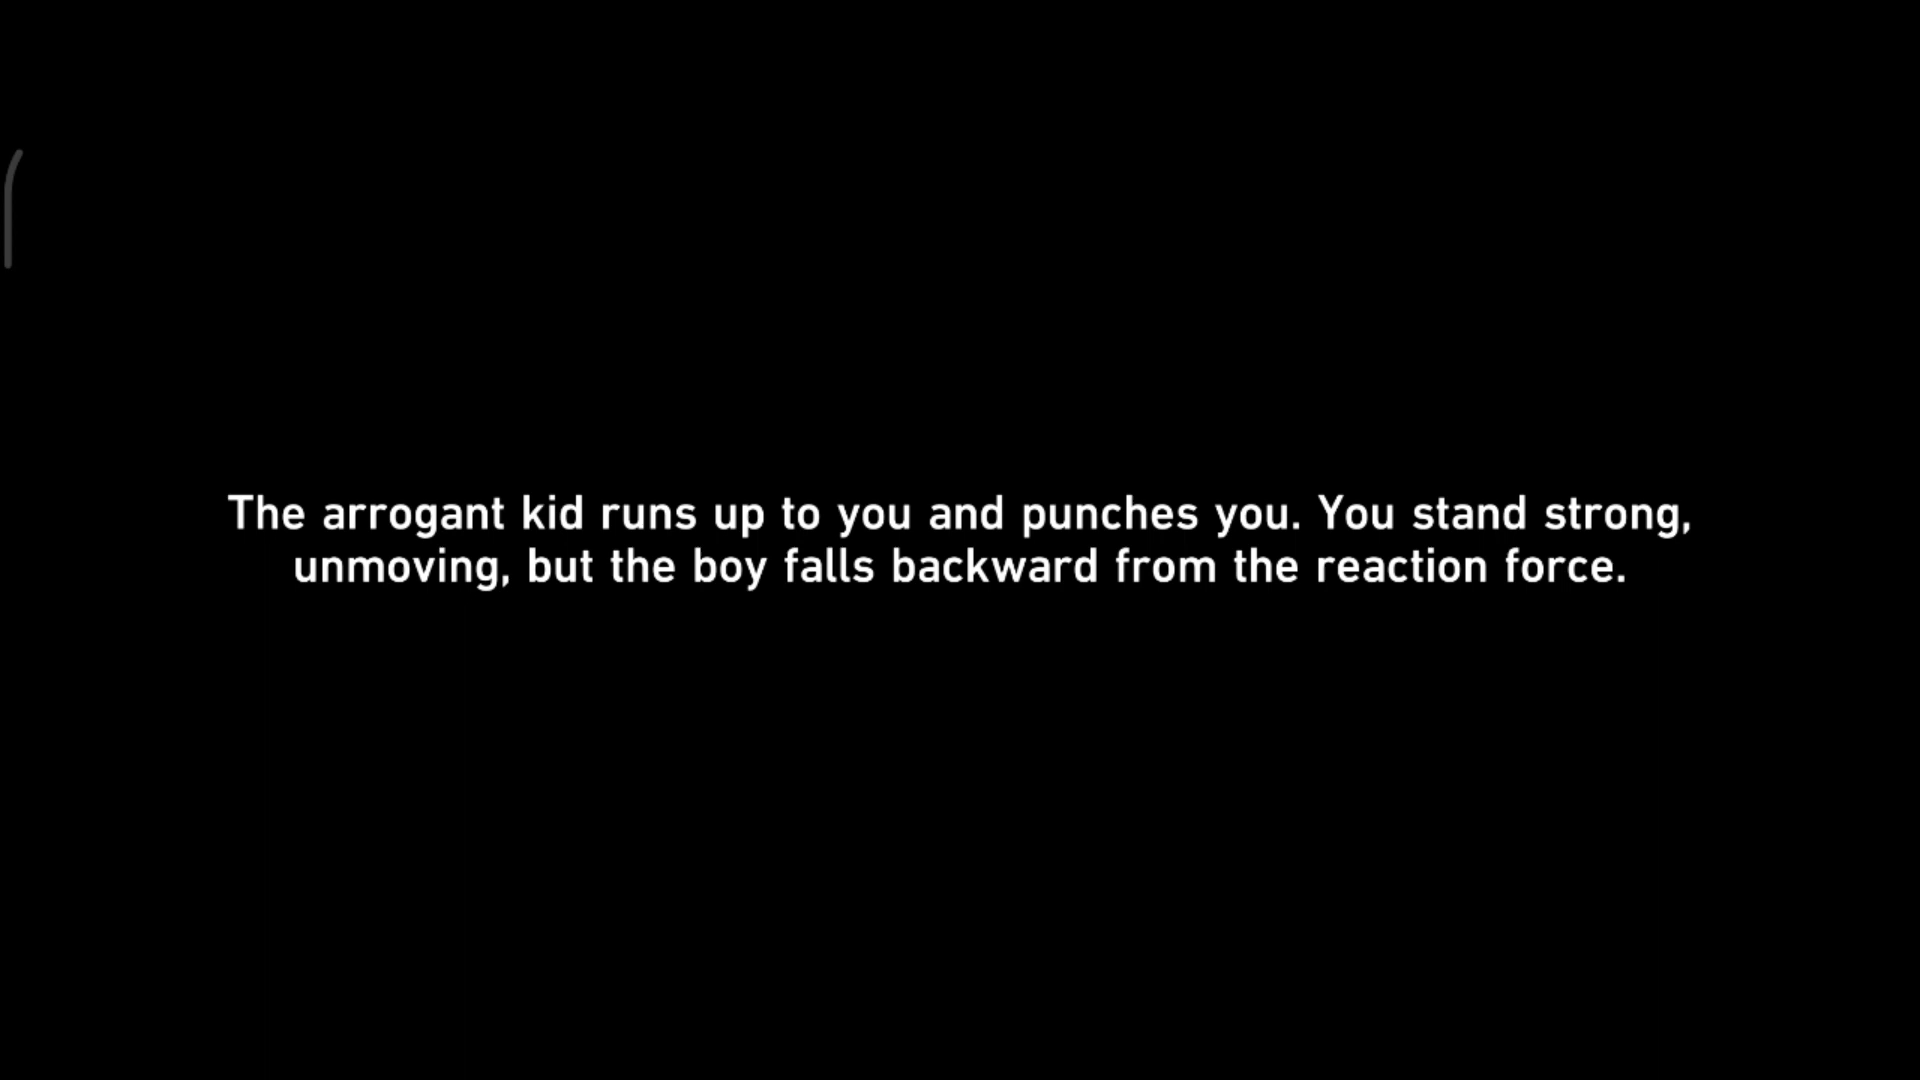 The arrogant kid runs up to you and punches you. You stand strong,
unmoving, but the boy falls backward from the reaction force.